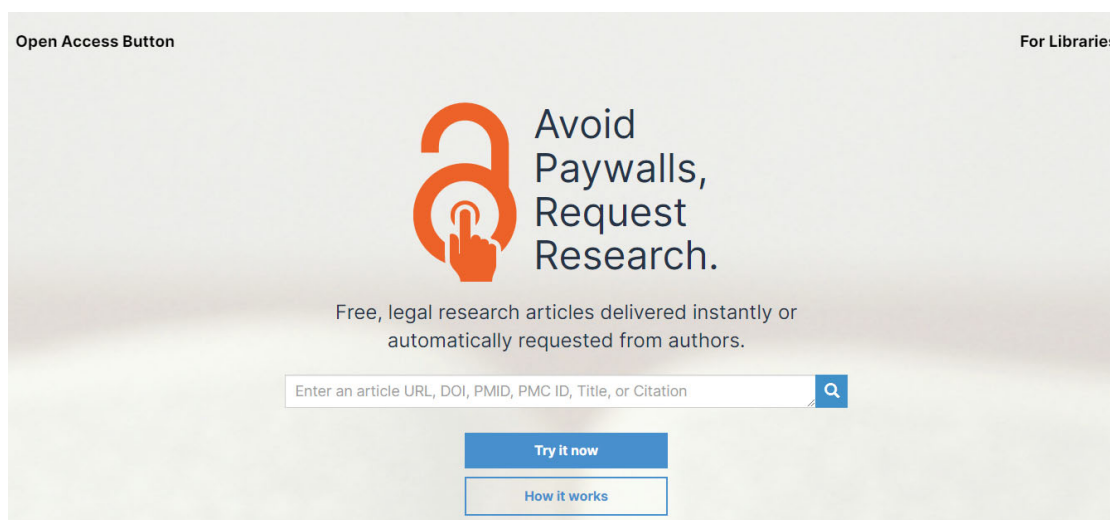 Open Access Button
For Libraries
Avoid
Paywalls,
Request
Research.
Free, legal research articles delivered instantly or
automatically requested from authors.
Enter an article URL, DOI, PMID, PMC ID, Title, or Citation
Try it now
How it works